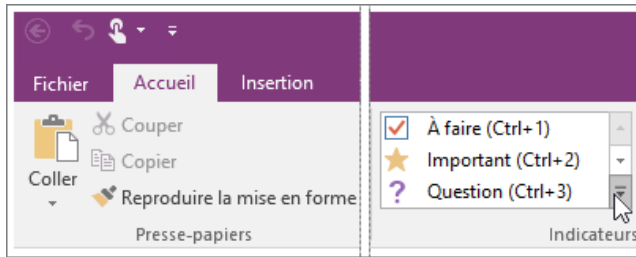 Fichier Accueil Insertion
Couper
Copier
Coller
Reproduire la mise en forme
Presse-papiers
À faire (Ctrl+1)
Important (Ctrl+2)
Question (Ctrl+3)
Indicateurs